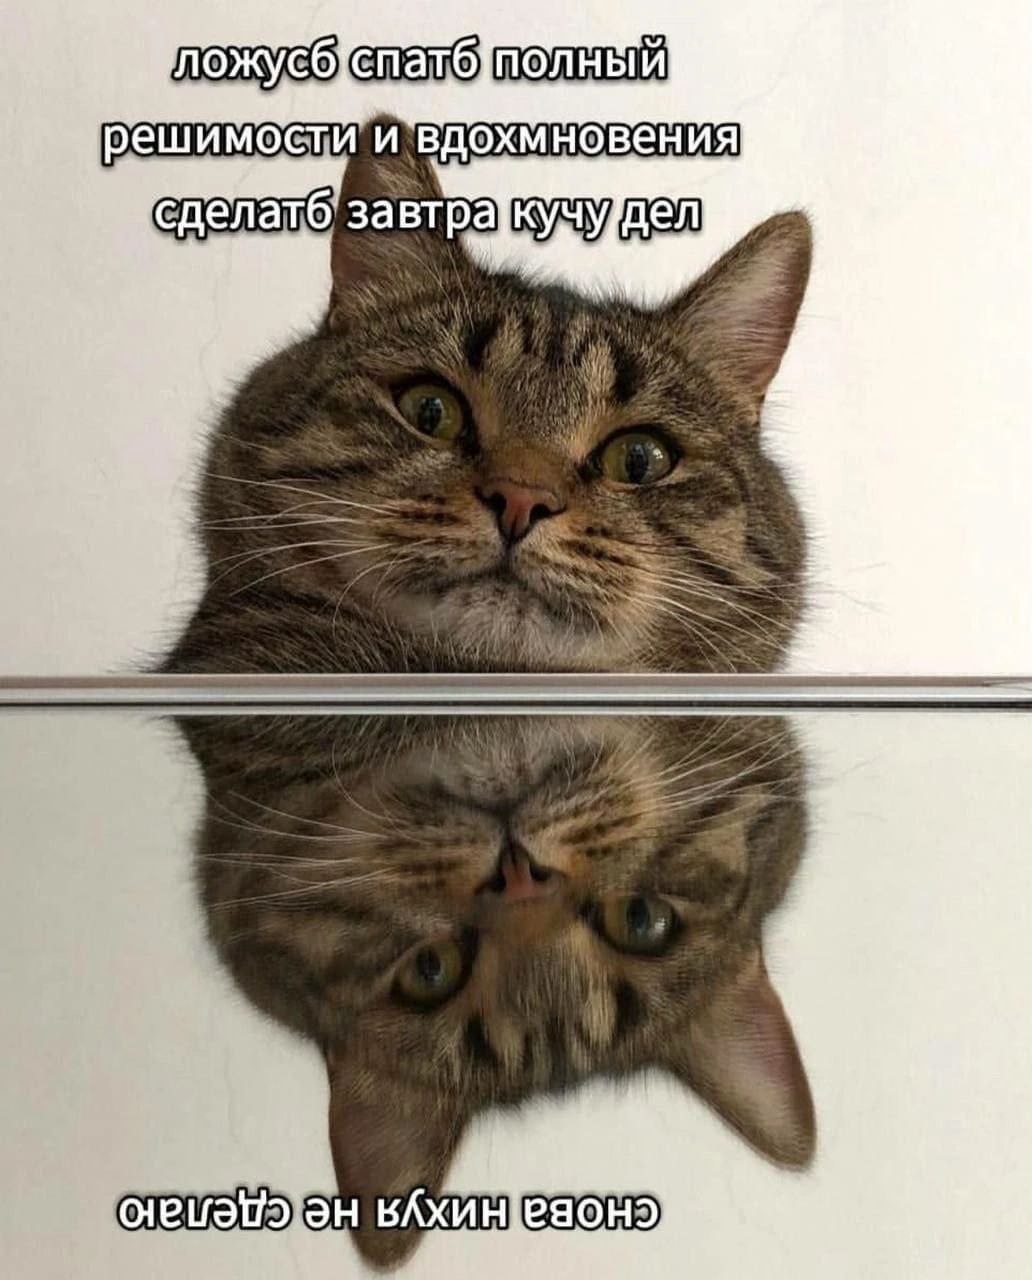 ложусб спатб полный
решимости и вдохмновения
сделатб завтра кучу дел
снова нихуя не сделаю